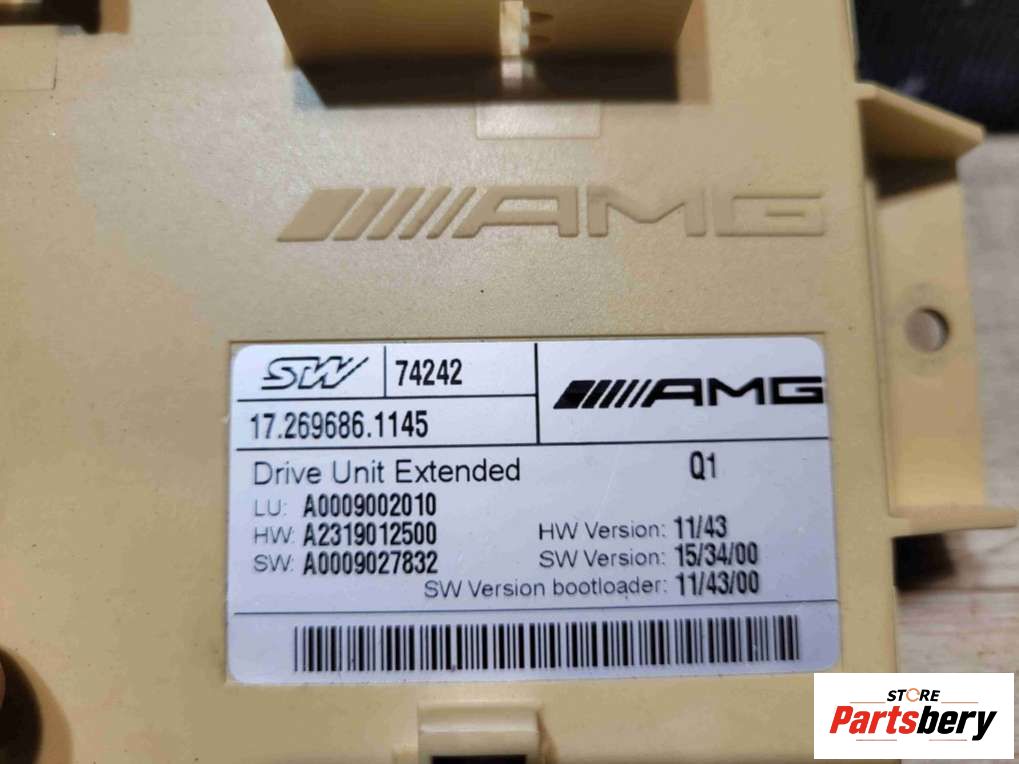 AMG
SW 74242
AMG
17.269686.1145
Drive Unit Extended Q1
LU: A0009002010
HW: A2319012500 HW Version: 11/43
SW: A0009027832 SW Version: 15/34/00
SW Version bootloader: 11/43/00
STORE
Partsbery